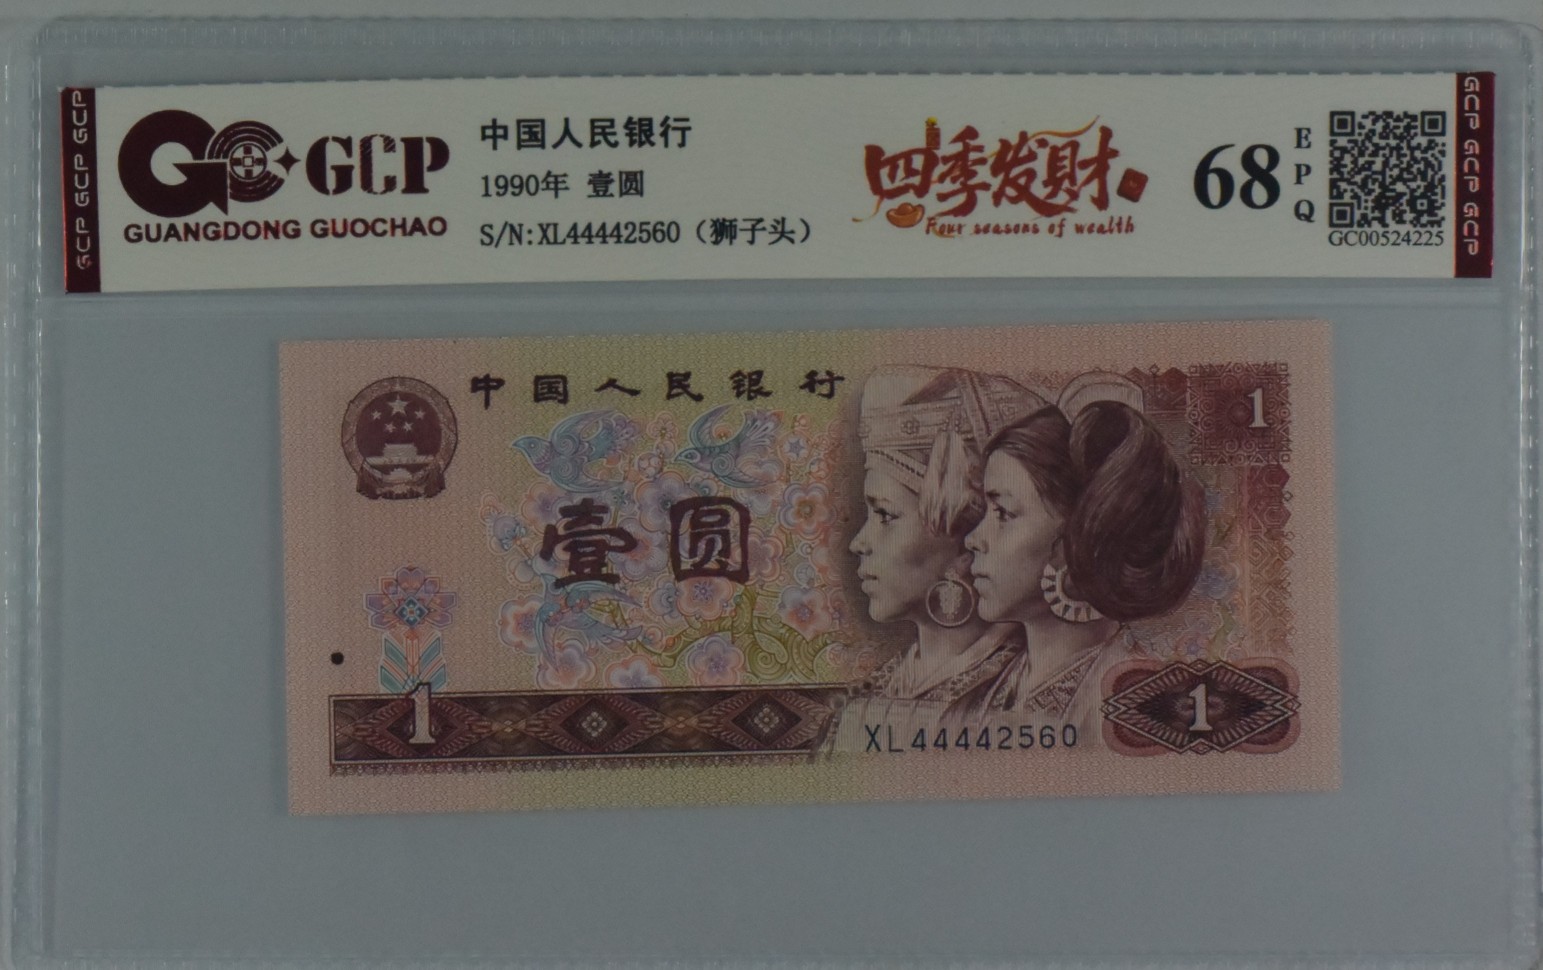 GCP GCP GCP
GCP
GUANGDONG GUOCHAO
中国人民银行
1990年 壹圆
S/N:XL44442560（狮子头）
四季发財
Four seasons of wealth
68
EPQ
GC00524225
GCP GCP GCP
中国人民银行
1
壹圆
1
1
XL44442560